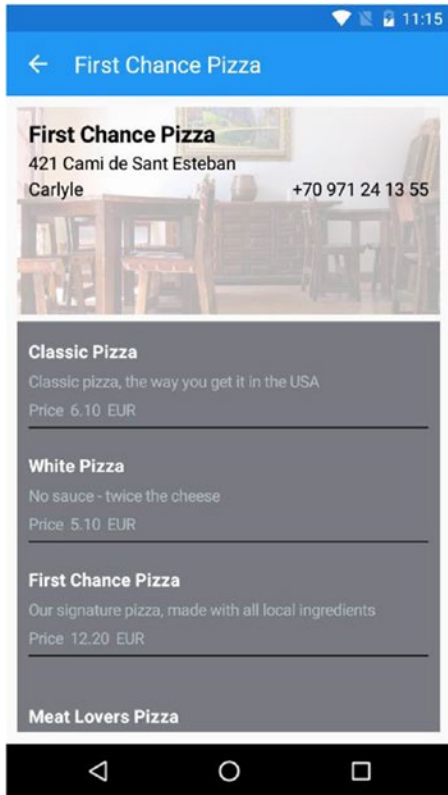 11:15
First Chance Pizza
First Chance Pizza
421 Cami de Sant Esteban
Carlyle +70 971 24 13 55
Classic Pizza
Classic pizza, the way you get it in the USA
Price 6.10 EUR
White Pizza
No sauce - twice the cheese
Price 5.10 EUR
First Chance Pizza
Our signature pizza, made with all local ingredients
Price 12.20 EUR
Meat Lovers Pizza